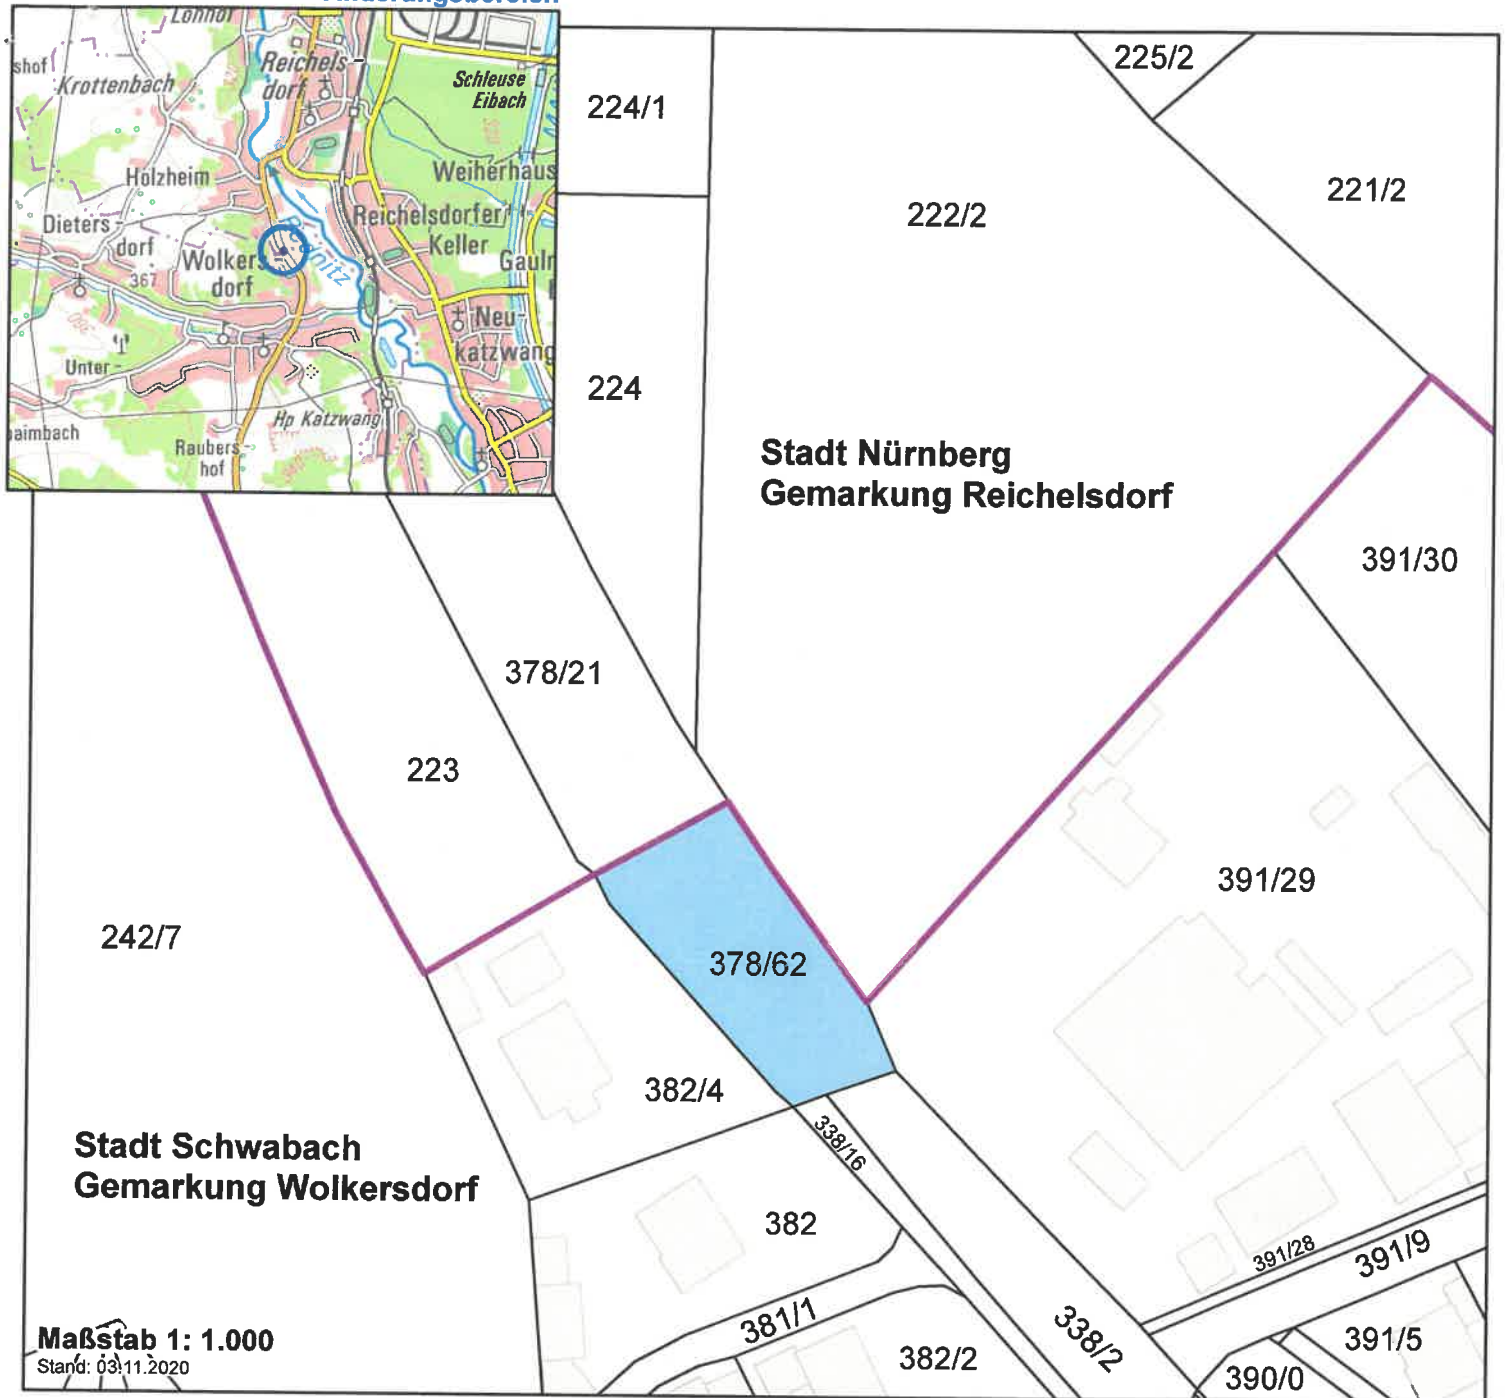 Änderungsbereich
Lohhof
shof
Krottenbach
Reichels-
dorf
Schleuse
Eibach
Holzheim
Weiherhaus
Dieters-
dorf
367
Wolkers
dorf
Rednitz
Reichelsdorfer
Keller
Neu-
katzwang
Unter-
Hp Katzwang
Raubers-
hof
224/1
225/2
222/2
221/2
224
Stadt Nürnberg
Gemarkung Reichelsdorf
391/30
378/21
223
391/29
242/7
378/62
382/4
Stadt Schwabach
Gemarkung Wolkersdorf
338/16
382
391/28
391/9
381/1
338/2
382/2
391/5
390/0
Maßstab 1: 1.000
Stand: 03.11.2020